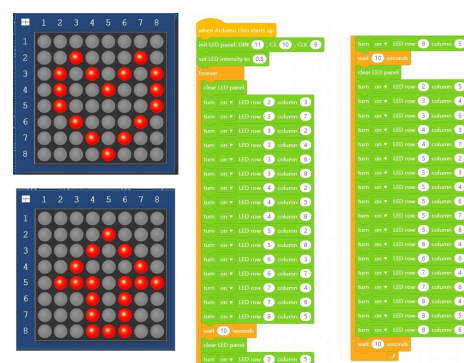 1 2 3 4 5 6 7 8
1
2
3
4
5
6
7
8
1 2 3 4 5 6 7 8
1
2
3
4
5
6
7
8
when Arduino Uno starts up
init LED panel: DIN 11 , CS 10 , CLK 9
set LED intensity to 0.8
forever
clear LED panel
turn on LED row 2 column 3
turn on LED row 2 column 7
turn on LED row 3 column 2
turn on LED row 3 column 4
turn on LED row 3 column 6
turn on LED row 3 column 8
turn on LED row 4 column 2
turn on LED row 4 column 5
turn on LED row 4 column 8
turn on LED row 5 column 2
turn on LED row 5 column 8
turn on LED row 6 column 3
turn on LED row 6 column 7
turn on LED row 7 column 4
turn on LED row 7 column 6
turn on LED row 8 column 5
wait 10 seconds
clear LED panel
turn on LED row 2 column 5
turn on LED row 8 column 5
wait 10 seconds
clear LED panel
turn on LED row 2 column 5
turn on LED row 3 column 4
turn on LED row 3 column 6
turn on LED row 4 column 3
turn on LED row 4 column 7
turn on LED row 5 column 2
turn on LED row 5 column 3
turn on LED row 5 column 4
turn on LED row 5 column 6
turn on LED row 5 column 7
turn on LED row 5 column 8
turn on LED row 6 column 4
turn on LED row 6 column 6
turn on LED row 7 column 4
turn on LED row 7 column 6
turn on LED row 8 column 4
turn on LED row 8 column 5
turn on LED row 8 column 6
wait 10 seconds